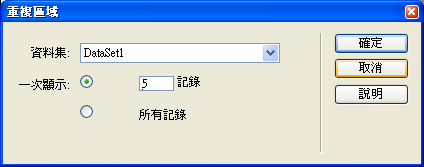 重複區域
資料集: DataSet1
確定
取消
一次顯示: 5 記錄
說明
所有記錄